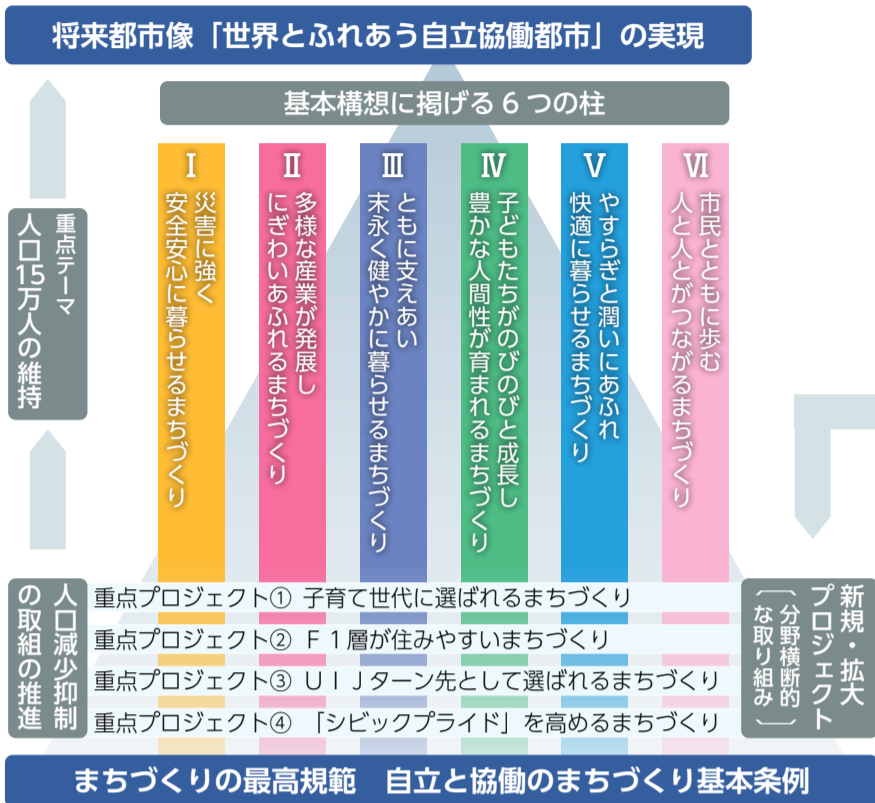 将来都市像「世界とふれあう自立協働都市」の実現
基本構想に掲げる6つの柱
Ⅰ
災害に強く
安全安心に暮らせるまちづくり
Ⅱ
多様な産業が発展し
にぎわいあふれるまちづくり
Ⅲ
ともに支えあい
末永く健やかに暮らせるまちづくり
Ⅳ
子どもたちがのびのびと成長し
豊かな人間性が育まれるまちづくり
Ⅴ
やすらぎと潤いにあふれ
快適に暮らせるまちづくり
Ⅵ
市民とともに歩む
人と人とがつながるまちづくり
重点テーマ
人口15万人の維持
人口減少抑制
の取組の推進
重点プロジェクト① 子育て世代に選ばれるまちづくり
重点プロジェクト② F1層が住みやすいまちづくり
重点プロジェクト③ UIJターン先として選ばれるまちづくり
重点プロジェクト④ 「シビックプライド」を高めるまちづくり
新規・拡大
プロジェクト
〔分野横断的
な取り組み〕
まちづくりの最高規範　自立と協働のまちづくり基本条例